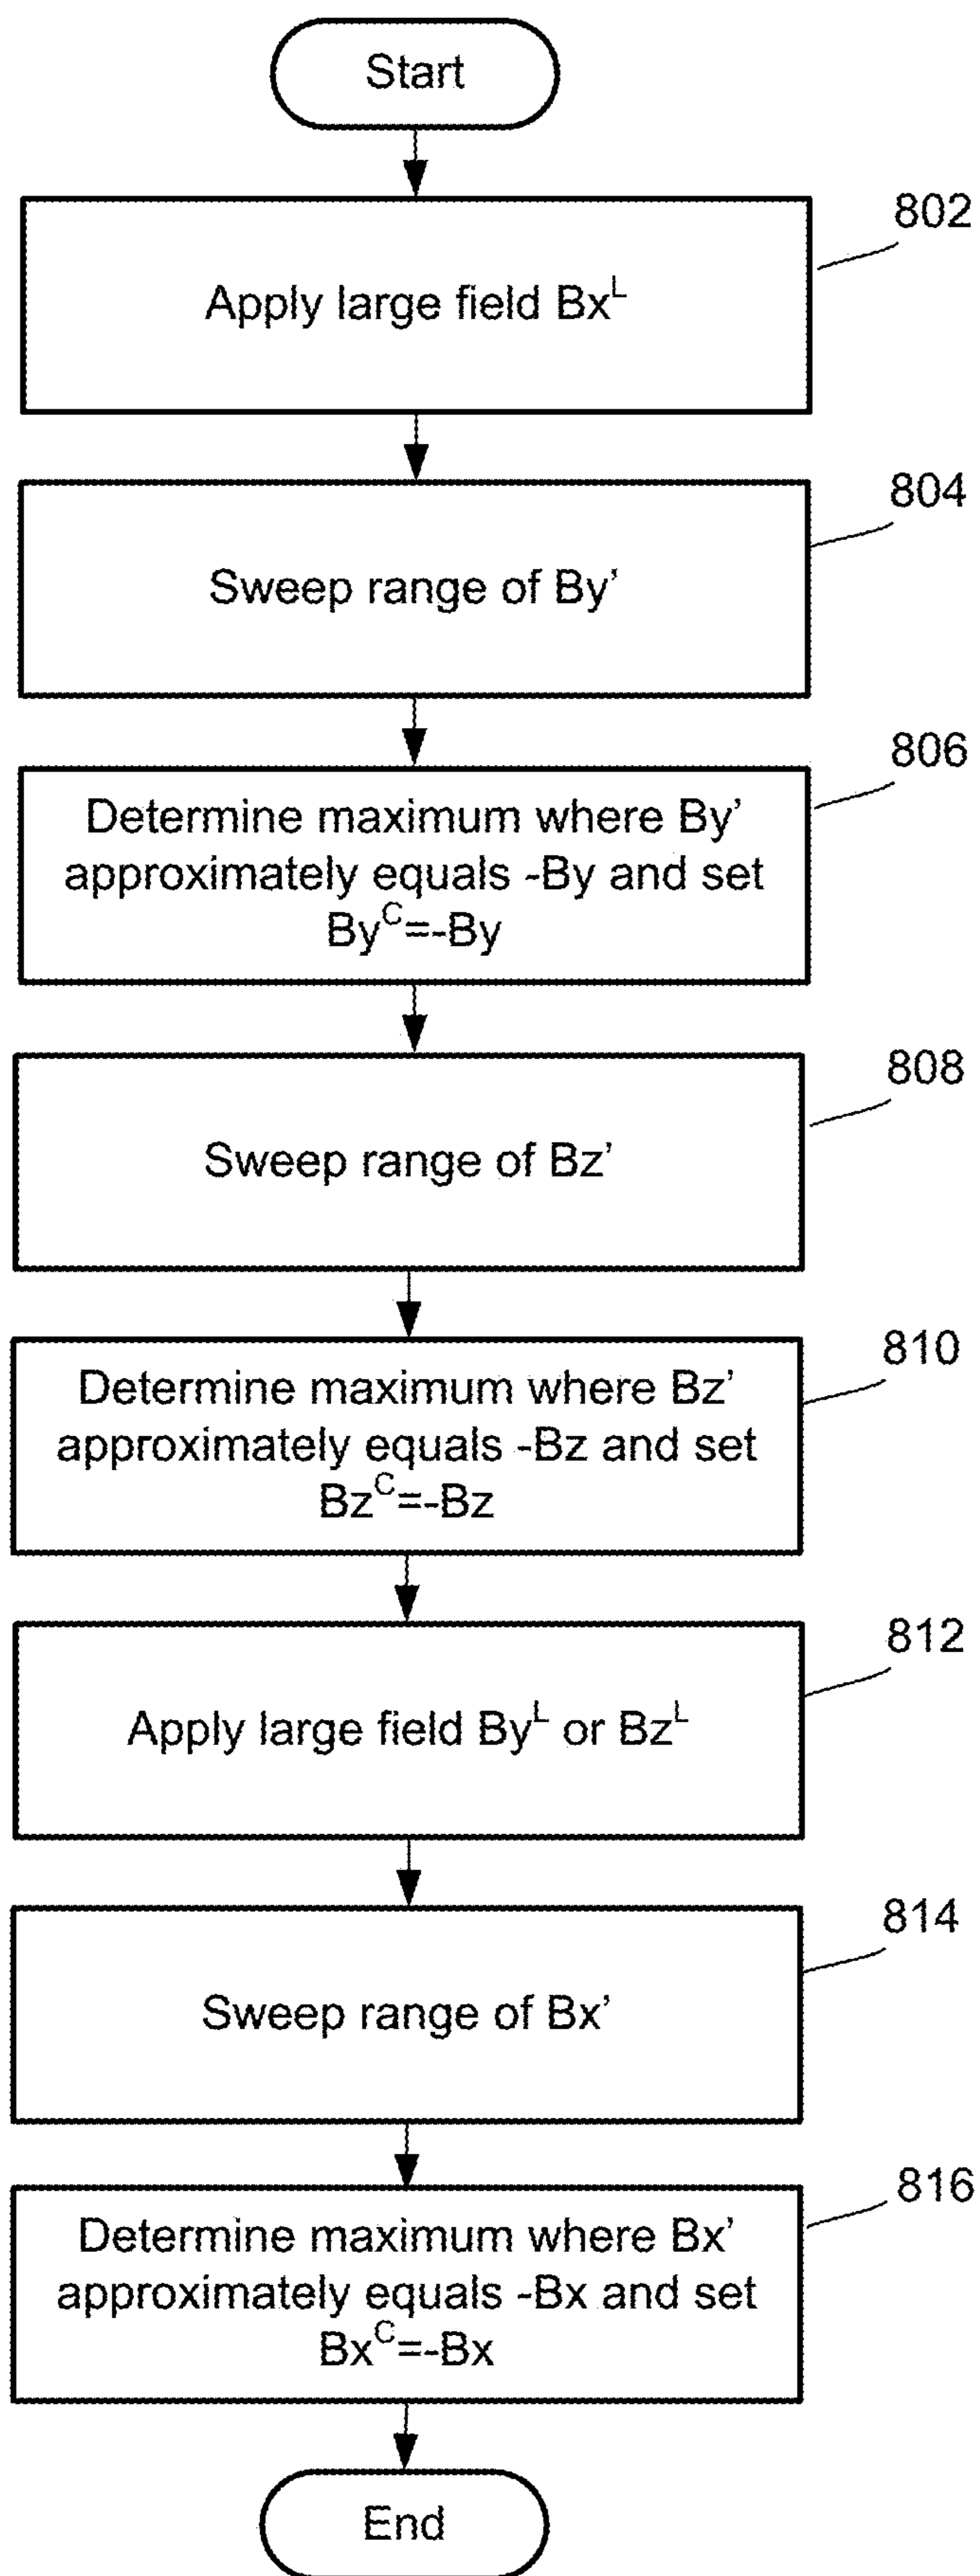 Start
802
Apply large field Bx^L
804
Sweep range of By’
806
Determine maximum where By’
approximately equals -By and set
By^C=-By
808
Sweep range of Bz’
810
Determine maximum where Bz’
approximately equals -Bz and set
Bz^C=-Bz
812
Apply large field By^L or Bz^L
814
Sweep range of Bx’
816
Determine maximum where Bx’
approximately equals -Bx and set
Bx^C=-Bx
End